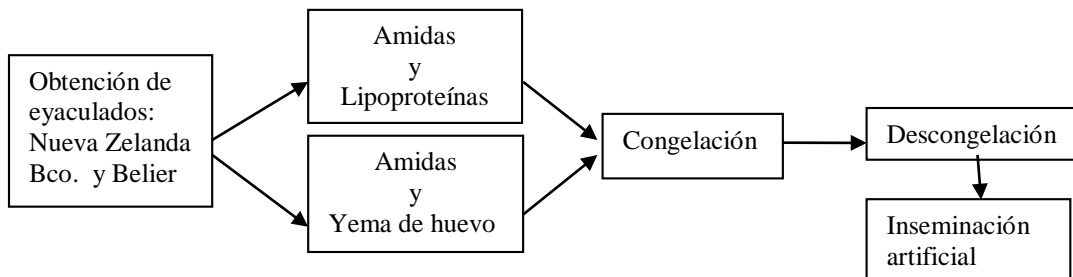 Obtención de
eyaculados:
Nueva Zelanda
Bco. y Belier
Amidas
y
Lipoproteínas
Amidas
y
Yema de huevo
Congelación
Descongelación
Inseminación
artificial